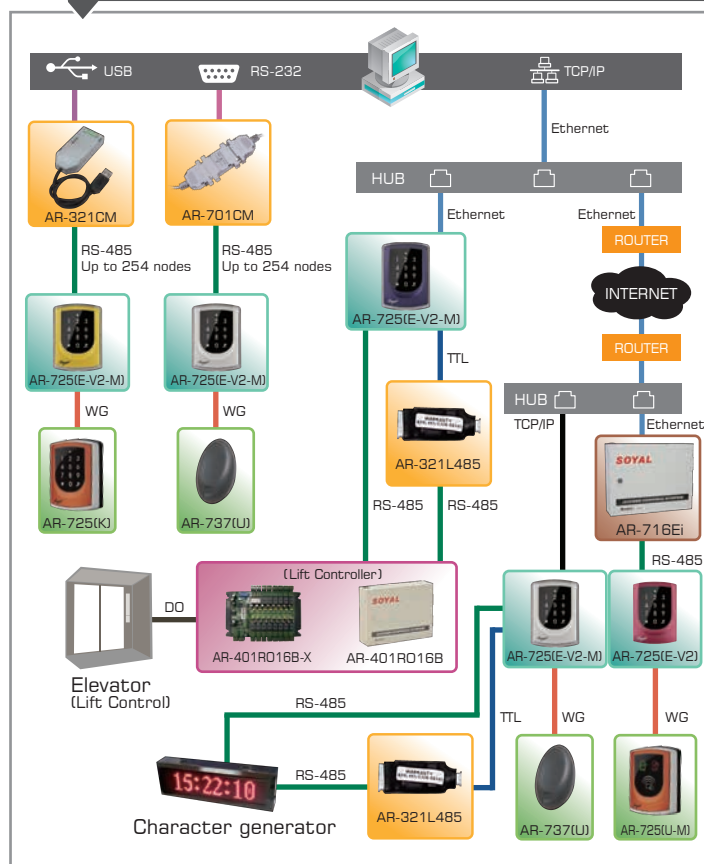 USB
RS-232
TCP/IP
Ethernet
HUB
AR-321CM
AR-701CM
Ethernet
Ethernet
ROUTER
RS-485
Up to 254 nodes
RS-485
Up to 254 nodes
INTERNET
AR-725(E-V2-M)
ROUTER
AR-725(E-V2-M)
AR-725(E-V2-M)
TTL
HUB
WG
WG
TCP/IP
Ethernet
WARRANTY
AR-321L485
SOYAL
AR-725(K)
AR-737(U)
RS-485
RS-485
AR-716Ei
RS-485
(Lift Controller)
DO
SOYAL
AR-401RO16B-X
AR-401RO16B
AR-725(E-V2-M)
AR-725(E-V2)
Elevator
(Lift Control)
RS-485
TTL
WG
WG
15:22:10
RS-485
WARRANTY
Character generator
AR-321L485
AR-737(U)
AR-725(U-M)